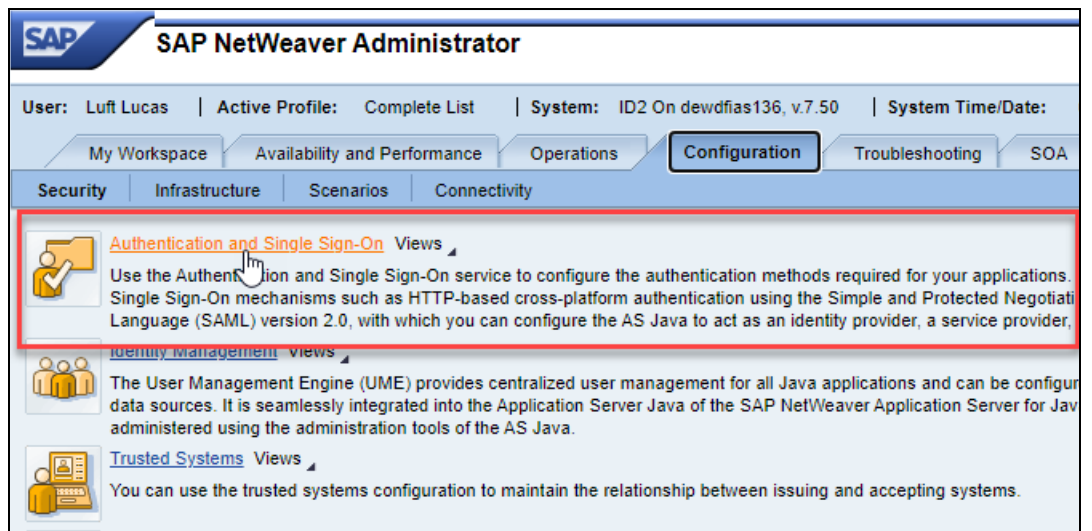 SAP SAP NetWeaver Administrator
User: Luft Lucas | Active Profile: Complete List | System: ID2 On dewdfias136, v.7.50 | System Time/Date:
My Workspace Availability and Performance Operations Configuration Troubleshooting SOA
Security Infrastructure Scenarios Connectivity
Authentication and Single Sign-On Views
Use the Authentication and Single Sign-On service to configure the authentication methods required for your applications.
Single Sign-On mechanisms such as HTTP-based cross-platform authentication using the Simple and Protected Negotiati
Language (SAML) version 2.0, with which you can configure the AS Java to act as an identity provider, a service provider,
Identity Management Views
The User Management Engine (UME) provides centralized user management for all Java applications and can be configur
data sources. It is seamlessly integrated into the Application Server Java of the SAP NetWeaver Application Server for Jav
administered using the administration tools of the AS Java.
Trusted Systems Views
You can use the trusted systems configuration to maintain the relationship between issuing and accepting systems.